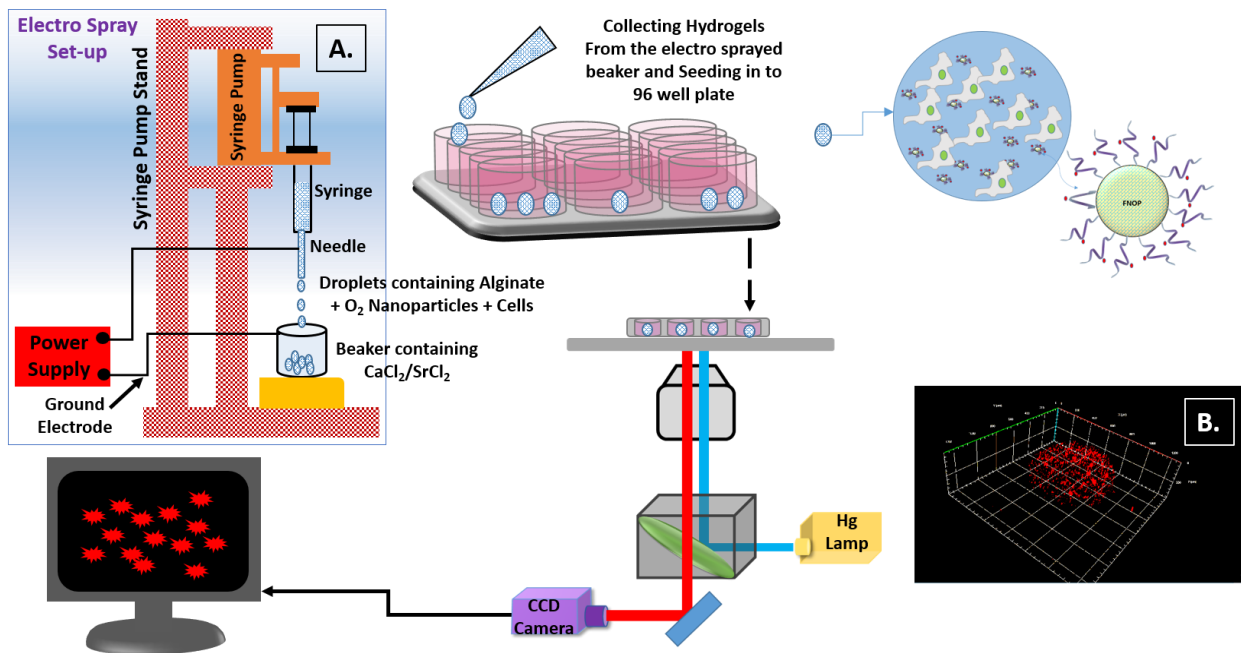 Electro Spray
Set-up
A.
Syringe Pump Stand
Syringe Pump
Syringe
Needle
Droplets containing Alginate
+ O₂ Nanoparticles + Cells
Power
Supply
Beaker containing
CaCl₂/SrCl₂
Ground
Electrode
Collecting Hydrogels
From the electro sprayed
beaker and Seeding in to
96 well plate
FNOP
Hg
Lamp
CCD
Camera
B.